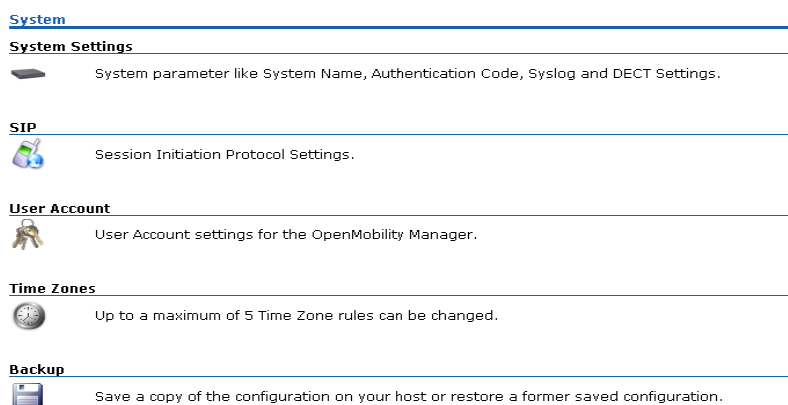 System
System Settings
System parameter like System Name, Authentication Code, Syslog and DECT Settings.
SIP
Session Initiation Protocol Settings.
User Account
User Account settings for the OpenMobility Manager.
Time Zones
Up to a maximum of 5 Time Zone rules can be changed.
Backup
Save a copy of the configuration on your host or restore a former saved configuration.